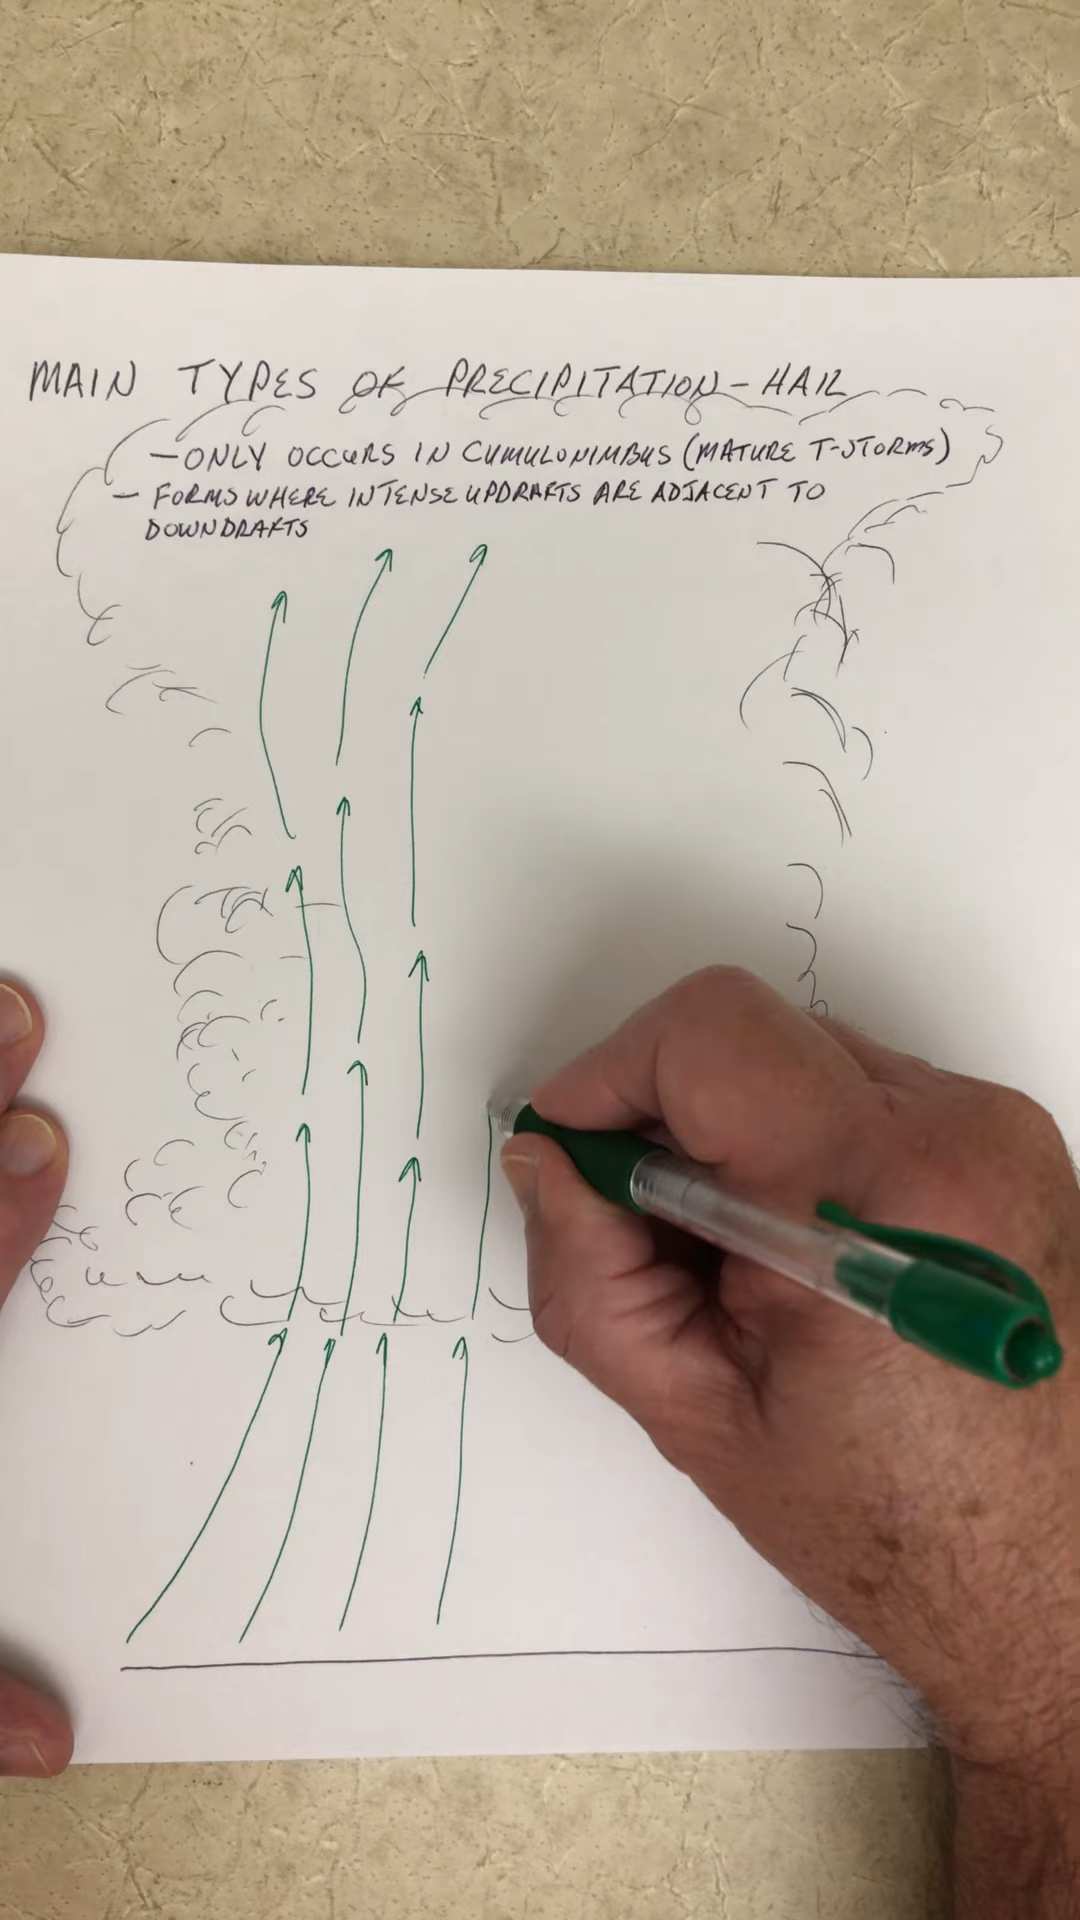 MAIN TYPES OF PRECIPITATION - HAIL
- ONLY OCCURS IN CUMULONIMBUS (MATURE T-STORMS)
- FORMS WHERE INTENSE UPDRAFTS ARE ADJACENT TO
DOWNDRAFTS